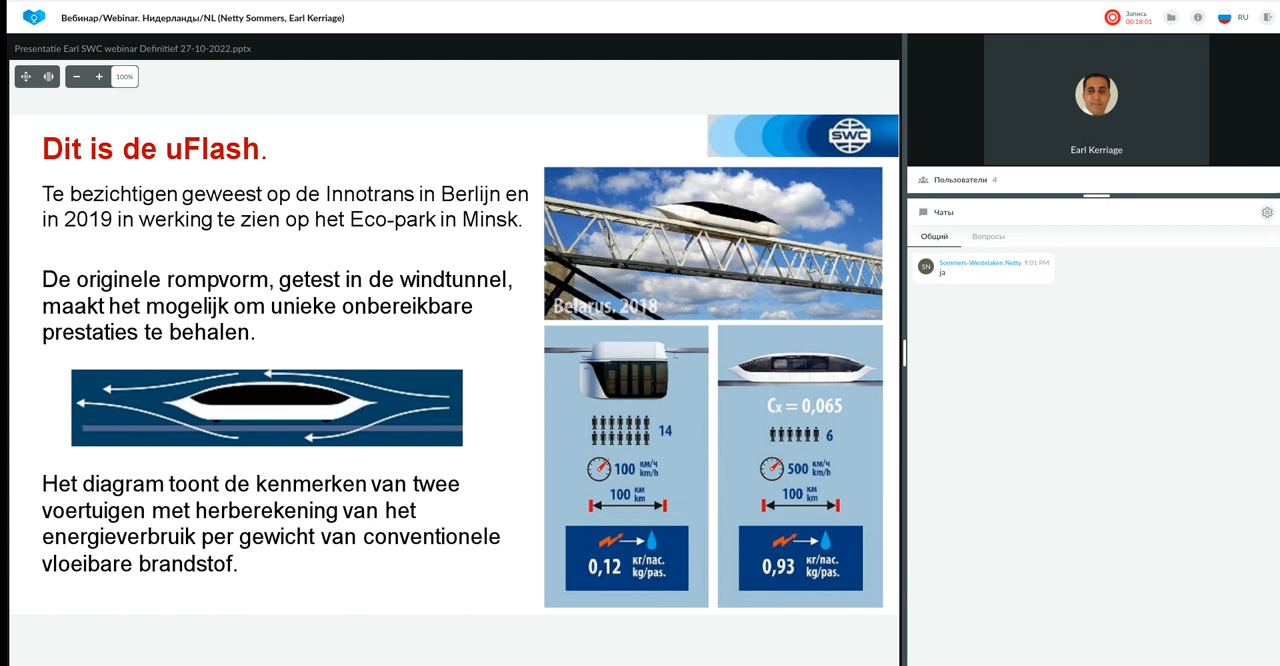 Вебинар/Webinar. Нидерланды/NL (Netty Sommers, Earl Kerriage)
Запись
00:18:01
RU
Presentatie Earl SWC webinar Definitief 27-10-2022.pptx
100%
Dit is de uFlash.
Te bezichtigen geweest op de Innotrans in Berlijn en
in 2019 in werking te zien op het Eco-park in Minsk.
De originele rompvorm, getest in de windtunnel,
maakt het mogelijk om unieke onbereikbare
prestaties te behalen.
Het diagram toont de kenmerken van twee
voertuigen met herberekening van het
energieverbruik per gewicht van conventionele
vloeibare brandstof.
SWC
Belarus. 2018
14
100 км/ч km/h
100 км km
0,12 кг/пас. kg/pas.
Cx = 0,065
6
500 км/ч km/h
100 км km
0,93 кг/пас. kg/pas.
Earl Kerriage
Пользователи 4
Чаты
Общий Вопросы
SN
Sommers-Westelaken Netty 9:01 PM
ja